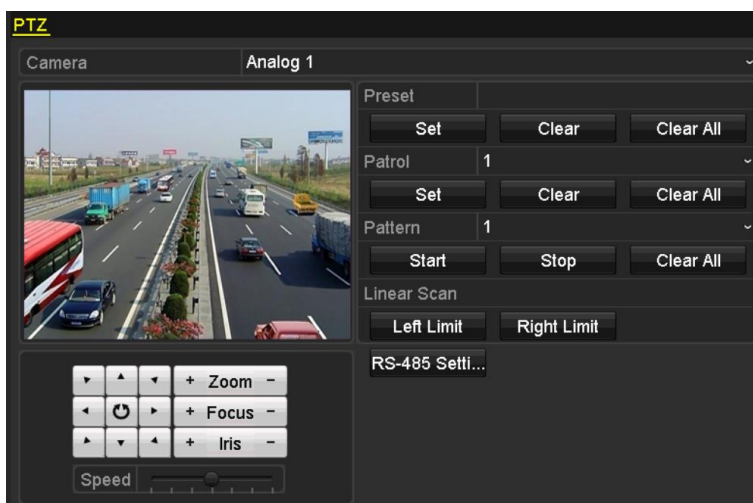 PTZ
Camera Analog 1
Preset
Set Clear Clear All
Patrol 1
Set Clear Clear All
Pattern 1
Start Stop Clear All
Linear Scan
Left Limit Right Limit
RS-485 Setti...
+ Zoom -
+ Focus -
+ Iris -
Speed